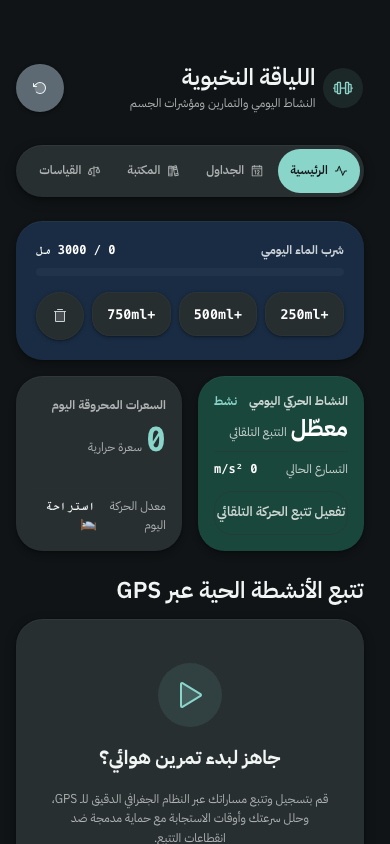 اللياقة النخبوية
النشاط اليومي والتمارين ومؤشرات الجسم
الرئيسية
الجداول
المكتبة
القياسات
شرب الماء اليومي
0 / 3000 مل
+250ml
+500ml
+750ml
النشاط الحركي اليومي
نشط
معطّل التتبع التلقائي
التسارع الحالي
0 m/s²
تفعيل تتبع الحركة التلقائي
السعرات المحروقة اليوم
0 سعرة حرارية
معدل الحركة اليوم
استراحة 🛌
تتبع الأنشطة الحية عبر GPS
جاهز لبدء تمرين هوائي؟
قم بتسجيل وتتبع مساراتك عبر النظام الجغرافي الدقيق للـ GPS،
وحلل سرعتك وأوقات الاستجابة مع حماية مدمجة ضد
انقطاعات التتبع.